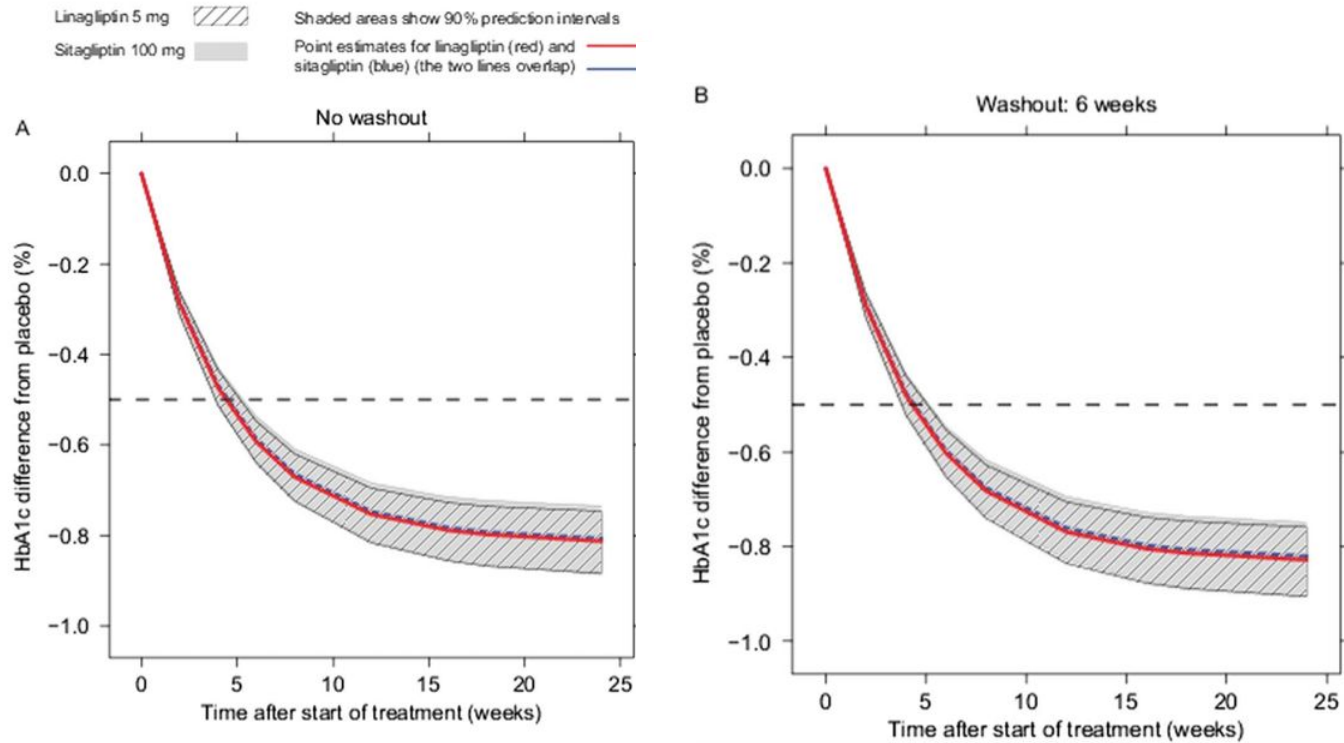 Linagliptin 5 mg
Sitagliptin 100 mg
Shaded areas show 90% prediction intervals
Point estimates for linagliptin (red) and
sitagliptin (blue) (the two lines overlap)
A
No washout
HbA1c difference from placebo (%)
0.0
−0.2
−0.4
−0.6
−0.8
−1.0
0 5 10 15 20 25
Time after start of treatment (weeks)
B
Washout: 6 weeks
HbA1c difference from placebo (%)
0.0
−0.2
−0.4
−0.6
−0.8
−1.0
0 5 10 15 20 25
Time after start of treatment (weeks)